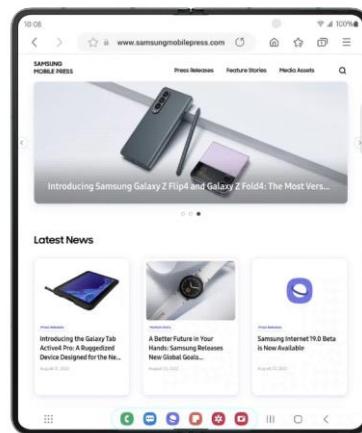 10:08
100%
www.samsungmobilepress.com
SAMSUNG
MOBILE PRESS
Press Releases
Feature Stories
Media Assets
Introducing Samsung Galaxy Z Flip4 and Galaxy Z Fold4: The Most Vers...
Latest News
Press Releases
Introducing the Galaxy Tab
Active4 Pro: A Ruggedized
Device Designed for the Ne...
A Better Future in Your
Hands: Samsung Releases
New Global Goals...
Press Releases
Samsung Internet 19.0 Beta
is Now Available